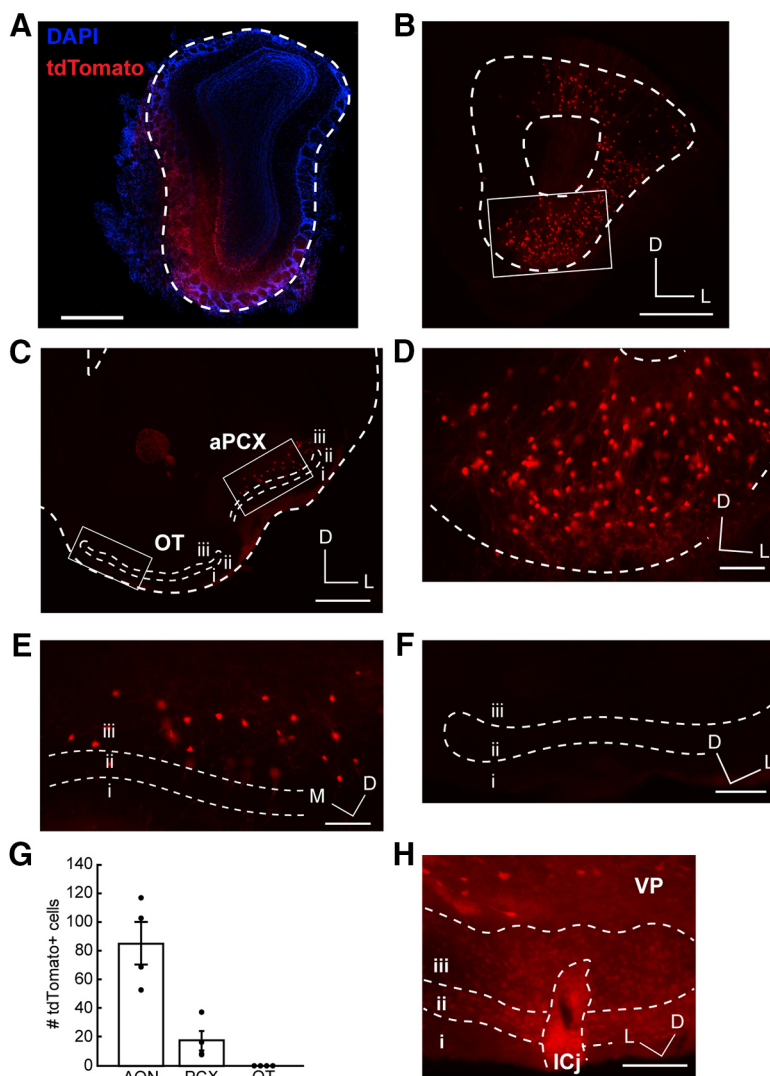 A
DAPI
tdTomato
B
D
L
C
aPCX
iii
ii
i
OT
iii
ii
i
D
L
D
D
L
E
iii
ii
i
M
D
F
iii
ii
i
D
L
G
# tdTomato+ cells
140
120
100
80
60
40
20
0
AON
PCX
OT
H
VP
iii
ii
i
ICj
L
D